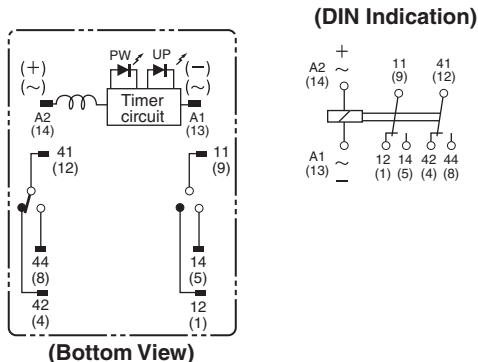 (DIN Indication)
PW UP
(+) (−)
(~) (~)
Timer
circuit
A2 A1
(14) (13)
41 11
(12) (9)
44 14
(8) (5)
42 12
(4) (1)
(Bottom View)
+
A2 ~ 11 41
(14) (9) (12)
A1 ~ 12 14 42 44
(13) − (1) (5) (4) (8)